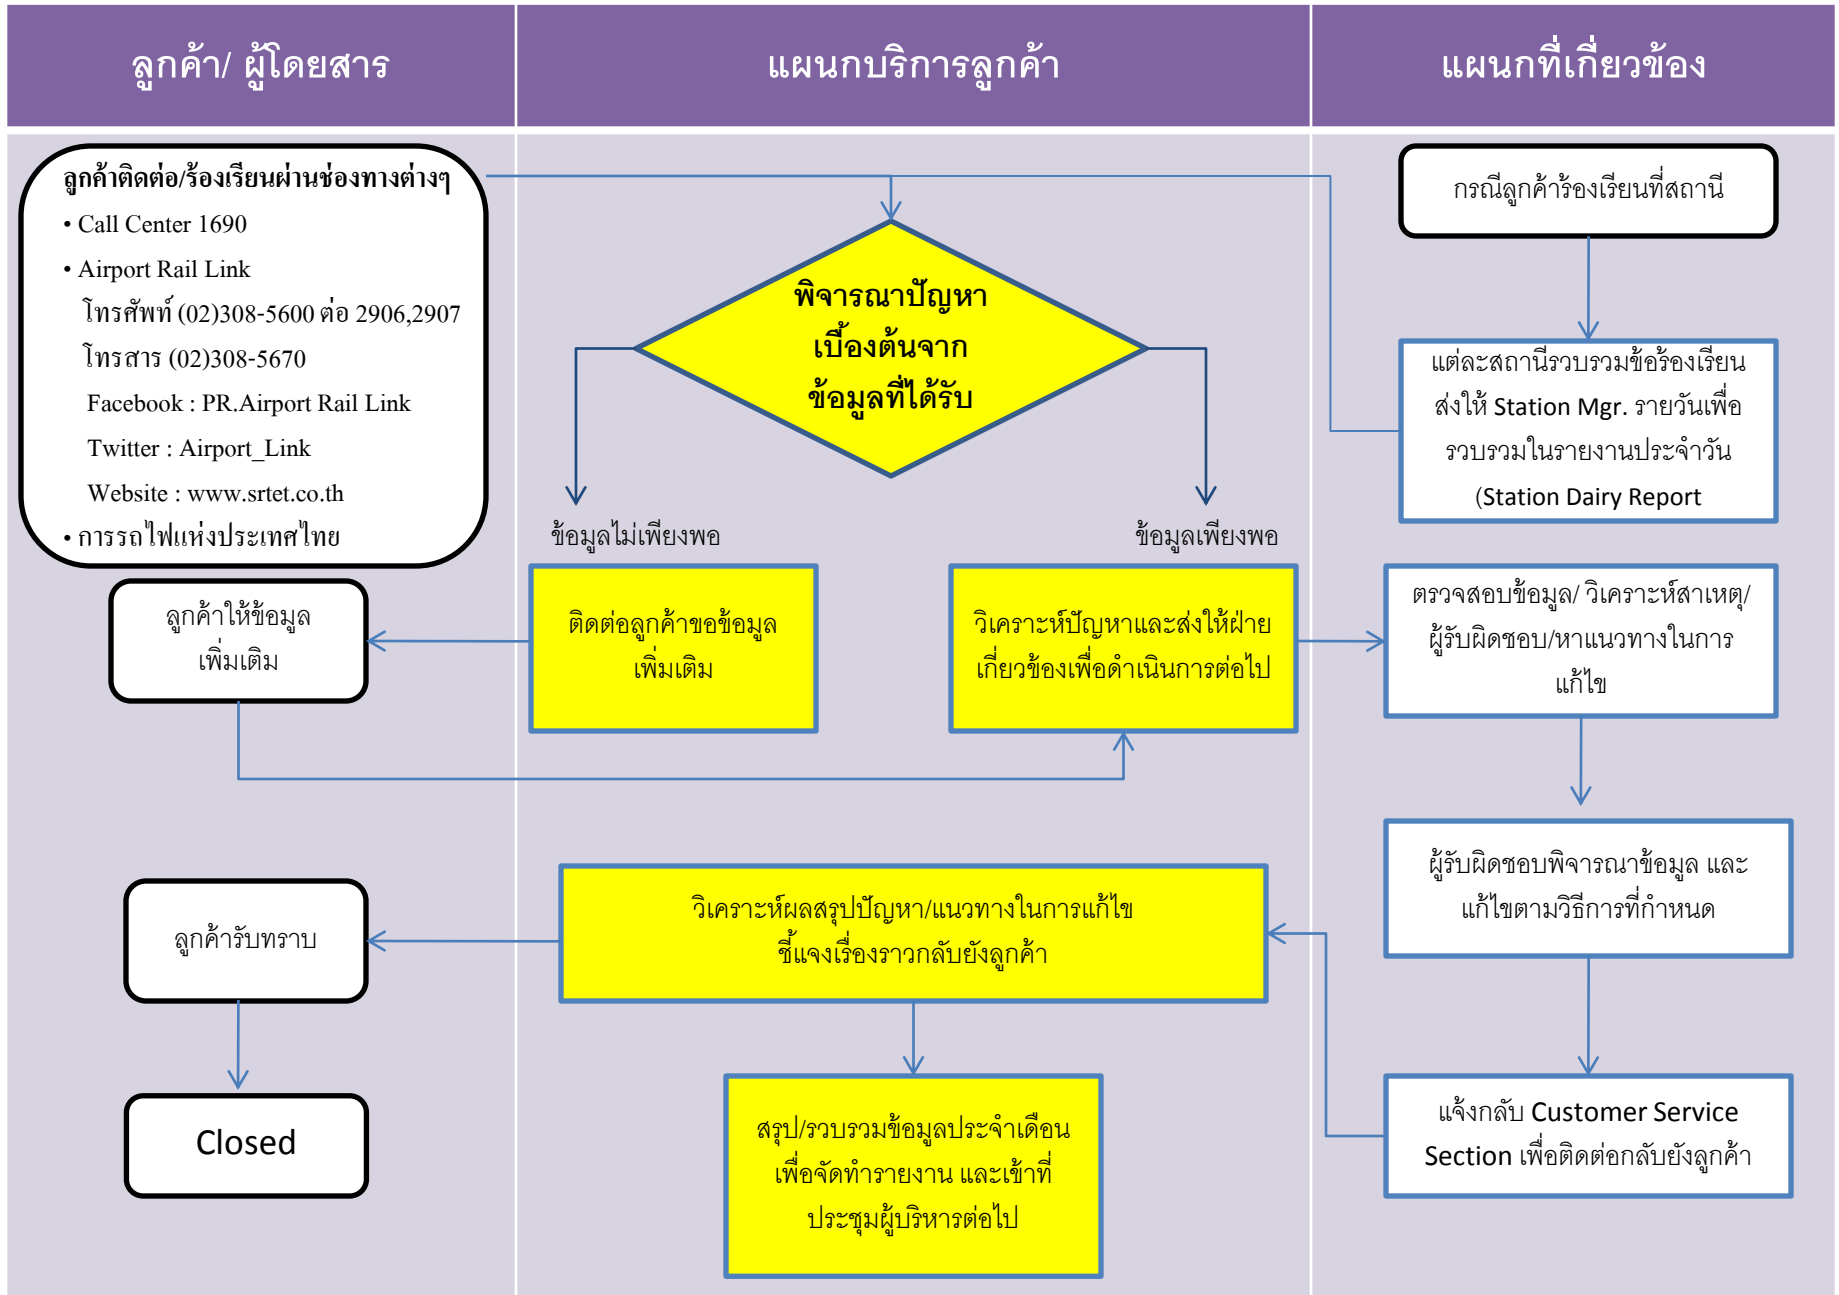 ลูกค้า/ ผู้โดยสาร
แผนกบริการลูกค้า
แผนกที่เกี่ยวข้อง
ลูกค้าติดต่อ/ร้องเรียนผ่านช่องทางต่างๆ
• Call Center 1690
• Airport Rail Link
โทรศัพท์ (02)308-5600 ต่อ 2906,2907
โทรสาร (02)308-5670
Facebook : PR.Airport Rail Link
Twitter : Airport_Link
Website : www.srtet.co.th
• การรถไฟแห่งประเทศไทย
พิจารณาปัญหา
เบื้องต้นจาก
ข้อมูลที่ได้รับ
กรณีลูกค้าร้องเรียนที่สถานี
แต่ละสถานีรวบรวมข้อร้องเรียน
ส่งให้ Station Mgr. รายวันเพื่อ
รวบรวมในรายงานประจำวัน
(Station Dairy Report
ข้อมูลไม่เพียงพอ
ข้อมูลเพียงพอ
ลูกค้าให้ข้อมูล
เพิ่มเติม
ติดต่อลูกค้าขอข้อมูล
เพิ่มเติม
วิเคราะห์ปัญหาและส่งให้ฝ่าย
เกี่ยวข้องเพื่อดำเนินการต่อไป
ตรวจสอบข้อมูล/ วิเคราะห์สาเหตุ/
ผู้รับผิดชอบ/หาแนวทางในการ
แก้ไข
ลูกค้ารับทราบ
วิเคราะห์ผลสรุปปัญหา/แนวทางในการแก้ไข
ชี้แจงเรื่องราวกลับยังลูกค้า
ผู้รับผิดชอบพิจารณาข้อมูล และ
แก้ไขตามวิธีการที่กำหนด
Closed
สรุป/รวบรวมข้อมูลประจำเดือน
เพื่อจัดทำรายงาน และเข้าที่
ประชุมผู้บริหารต่อไป
แจ้งกลับ Customer Service
Section เพื่อติดต่อกลับยังลูกค้า